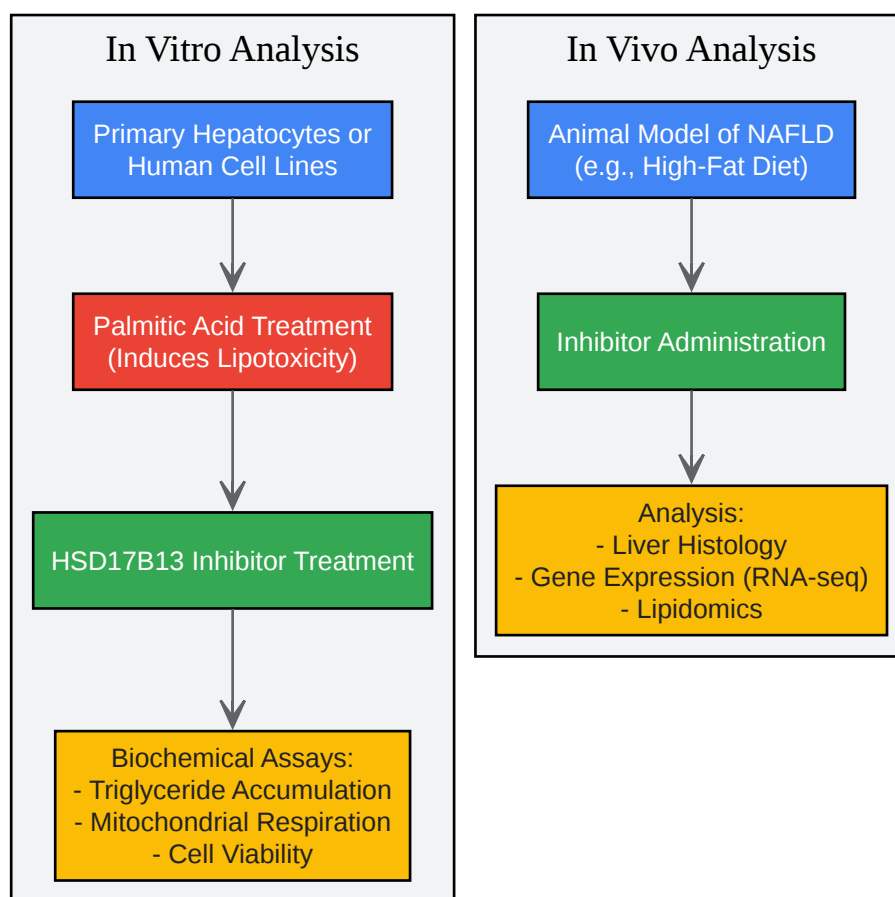 In Vitro Analysis
Primary Hepatocytes or
Human Cell Lines
Palmitic Acid Treatment
(Induces Lipotoxicity)
HSD17B13 Inhibitor Treatment
Biochemical Assays:
- Triglyceride Accumulation
- Mitochondrial Respiration
- Cell Viability
In Vivo Analysis
Animal Model of NAFLD
(e.g., High-Fat Diet)
Inhibitor Administration
Analysis:
- Liver Histology
- Gene Expression (RNA-seq)
- Lipidomics